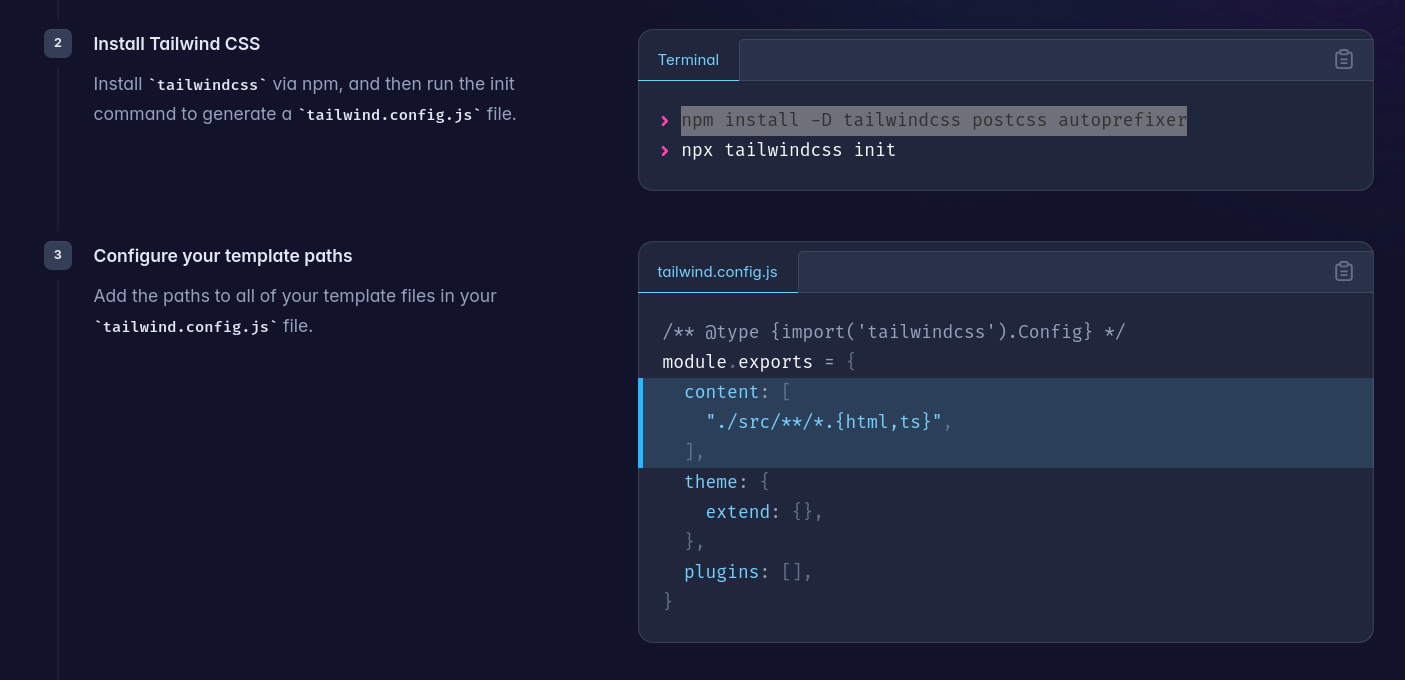 2
Install Tailwind CSS
Install `tailwindcss` via npm, and then run the init
command to generate a `tailwind.config.js` file.
Terminal
› npm install -D tailwindcss postcss autoprefixer
› npx tailwindcss init
3
Configure your template paths
Add the paths to all of your template files in your
`tailwind.config.js` file.
tailwind.config.js
/** @type {import('tailwindcss').Config} */
module.exports = {
  content: [
    "./src/**/*.{html,ts}",
  ],
  theme: {
    extend: {},
  },
  plugins: [],
}